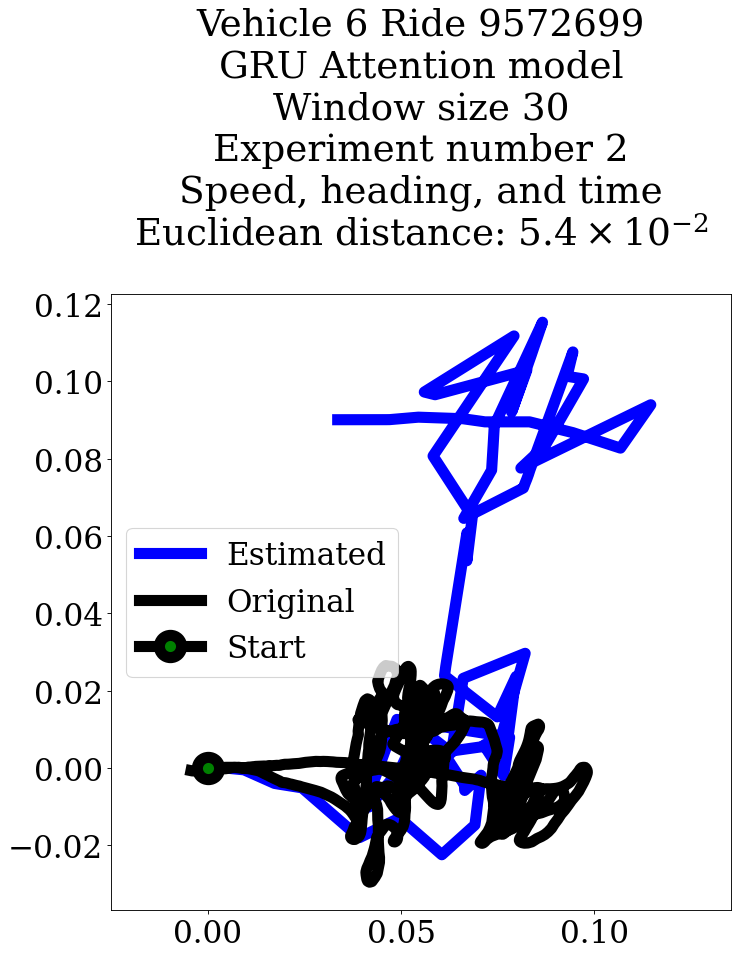 Vehicle 6 Ride 9572699
GRU Attention model
Window size 30
Experiment number 2
Speed, heading, and time
Euclidean distance: 5.4 × 10⁻²
0.12
0.10
0.08
0.06
0.04
0.02
0.00
−0.02
Estimated
Original
Start
0.00 0.05 0.10